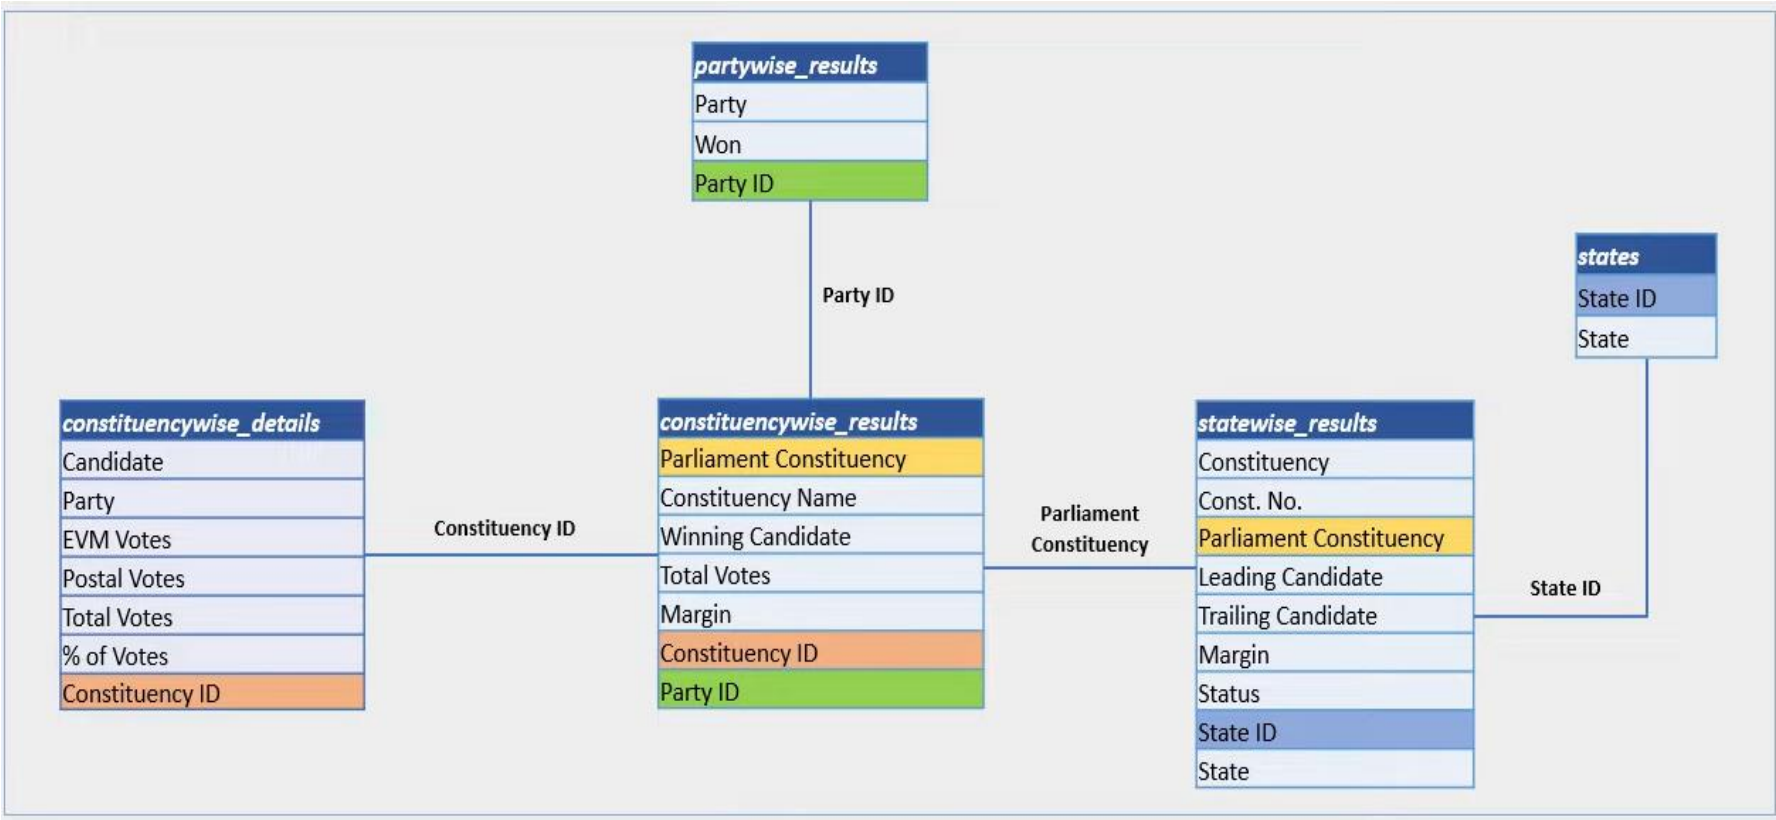 partywise_results
Party
Won
Party ID
Party ID
states
State ID
State
constituencywise_details
Candidate
Party
EVM Votes
Postal Votes
Total Votes
% of Votes
Constituency ID
Constituency ID
constituencywise_results
Parliament Constituency
Constituency Name
Winning Candidate
Total Votes
Margin
Constituency ID
Party ID
Parliament
Constituency
statewise_results
Constituency
Const. No.
Parliament Constituency
Leading Candidate
Trailing Candidate
Margin
Status
State ID
State
State ID